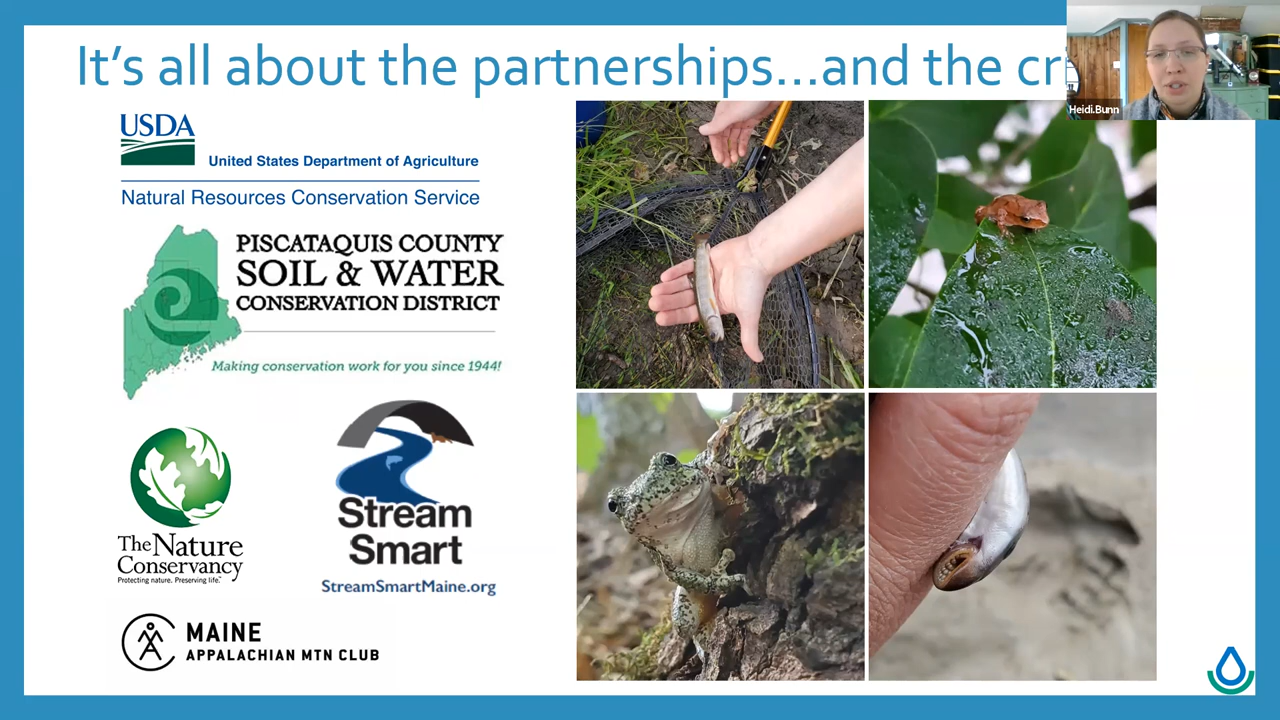 It's all about the partnerships...and the cri
Heidi.Bunn
USDA
United States Department of Agriculture
Natural Resources Conservation Service
PISCATAQUIS COUNTY
SOIL & WATER
CONSERVATION DISTRICT
Making conservation work for you since 1944!
The Nature
Conservancy
Protecting nature. Preserving life.™
Stream
Smart
StreamSmartMaine.org
MAINE
APPALACHIAN MTN CLUB